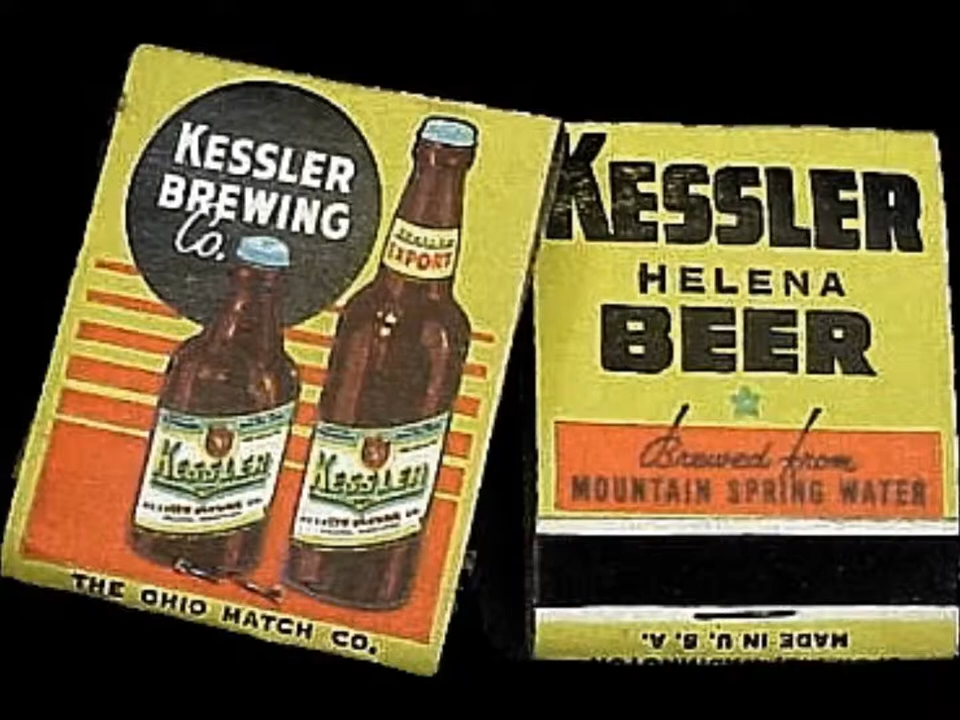 KESSLER
BREWING
Co.
KESSLER
EXPORT
KESSLER
KESSLER
THE OHIO MATCH CO.
KESSLER
HELENA
BEER
Brewed from
MOUNTAIN SPRING WATER
MADE IN U. S. A.